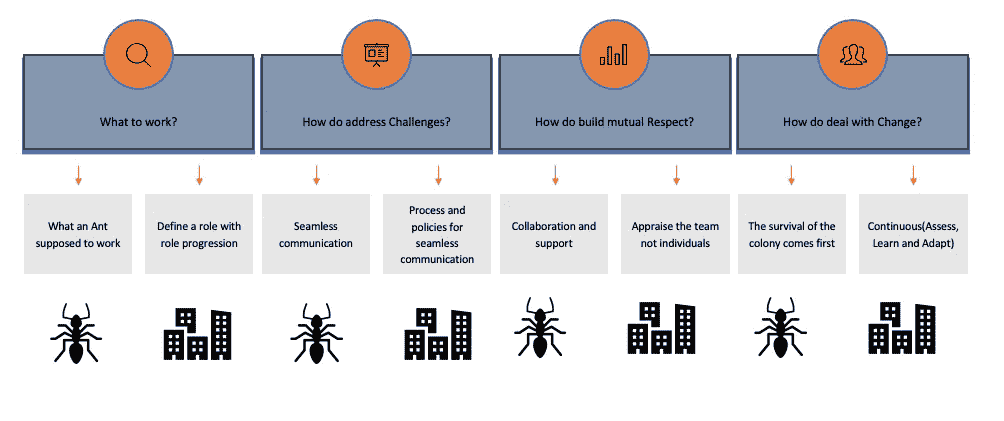 What to work?
How do address Challenges?
How do build mutual Respect?
How do deal with Change?
What an Ant
supposed to work
Define a role with
role progression
Seamless
communication
Process and
policies for
seamless
communication
Collaboration and
support
Appraise the team
not individuals
The survival of the
colony comes first
Continuous(Assess,
Learn and Adapt)